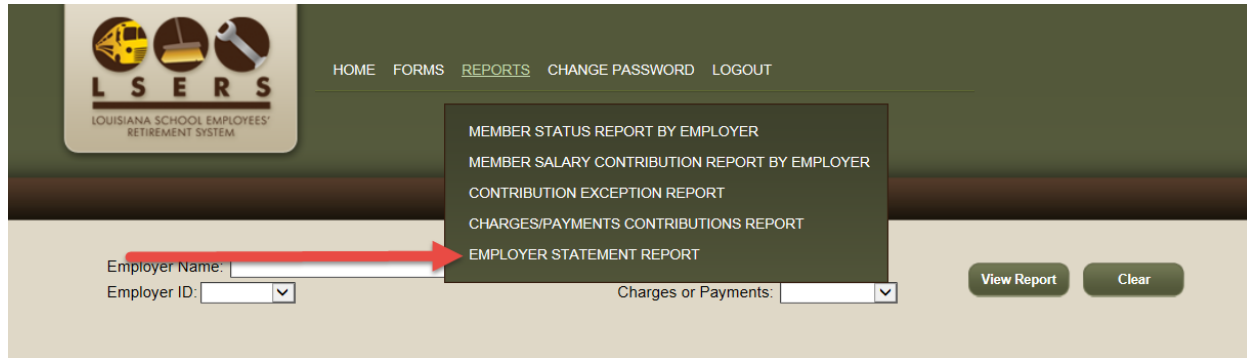 L S E R S
LOUISIANA SCHOOL EMPLOYEES'
RETIREMENT SYSTEM
HOME FORMS REPORTS CHANGE PASSWORD LOGOUT
MEMBER STATUS REPORT BY EMPLOYER
MEMBER SALARY CONTRIBUTION REPORT BY EMPLOYER
CONTRIBUTION EXCEPTION REPORT
CHARGES/PAYMENTS CONTRIBUTIONS REPORT
EMPLOYER STATEMENT REPORT
Employer Name:
Employer ID:
Charges or Payments:
View Report Clear